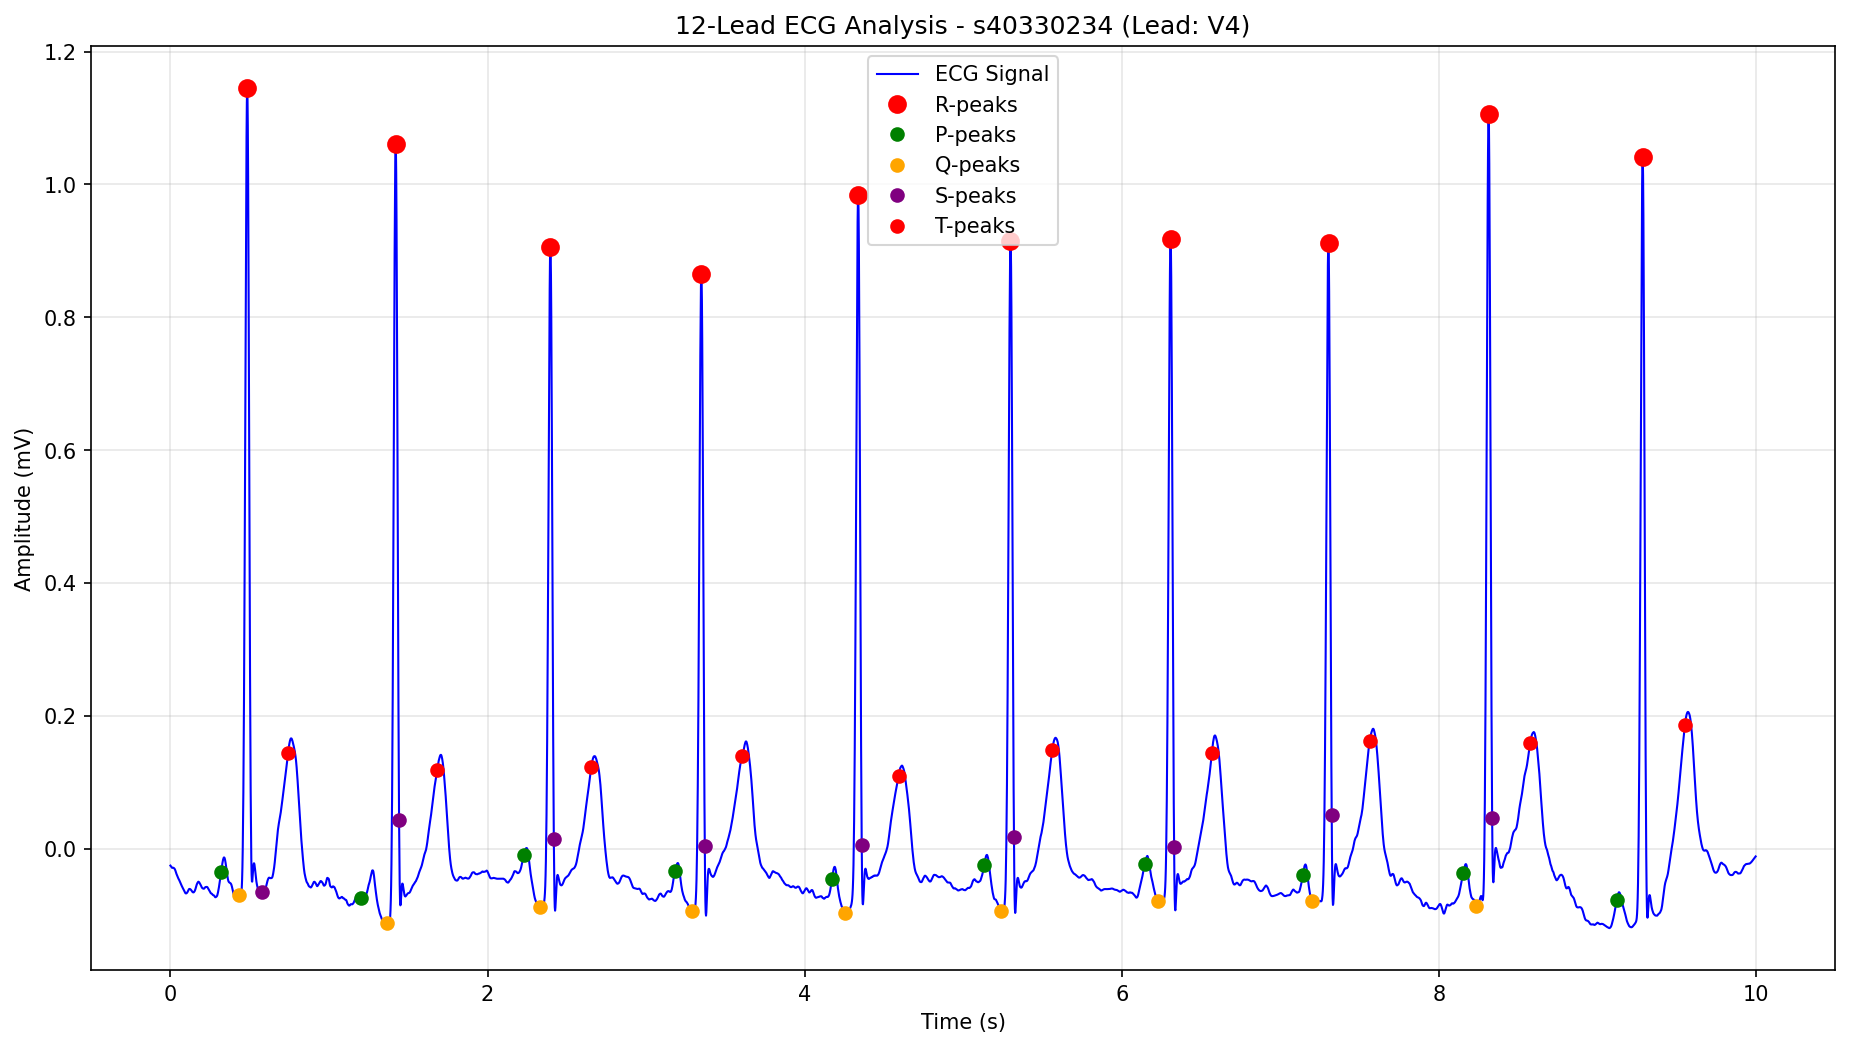 12-Lead ECG Analysis - s40330234 (Lead: V4)
ECG Signal
R-peaks
P-peaks
Q-peaks
S-peaks
T-peaks
1.2
1.0
0.8
0.6
0.4
0.2
0.0
Amplitude (mV)
0 2 4 6 8 10
Time (s)